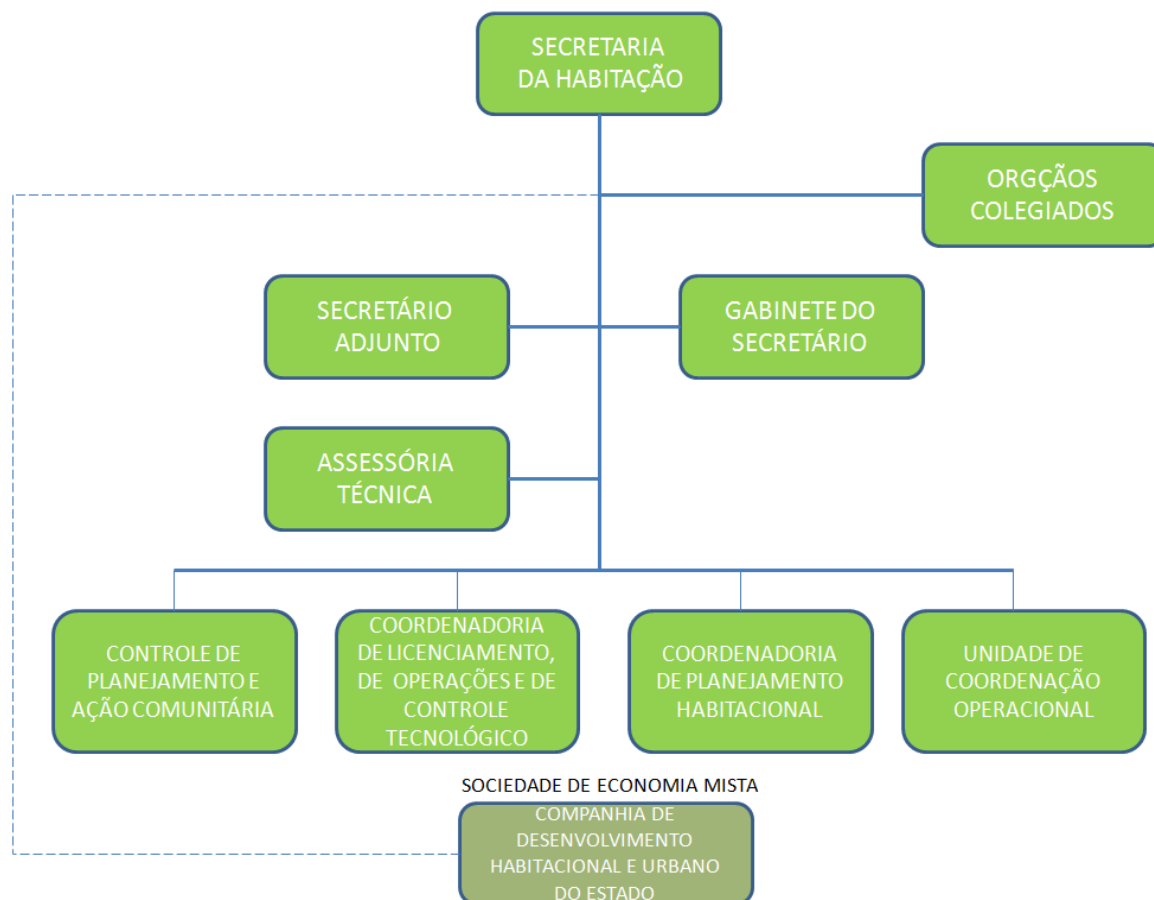 SECRETARIA
DA HABITAÇÃO
ORGÇÃOS
COLEGIADOS
SECRETÁRIO
ADJUNTO
GABINETE DO
SECRETÁRIO
ASSESSÓRIA
TÉCNICA
CONTROLE DE
PLANEJAMENTO E
AÇÃO COMUNITÁRIA
COORDENADORIA
DE LICENCIAMENTO,
DE OPERAÇÕES E DE
CONTROLE
TECNOLÓGICO
COORDENADORIA
DE PLANEJAMENTO
HABITACIONAL
UNIDADE DE
COORDENAÇÃO
OPERACIONAL
SOCIEDADE DE ECONOMIA MISTA
COMPANHIA DE
DESENVOLVIMENTO
HABITACIONAL E URBANO
DO ESTADO